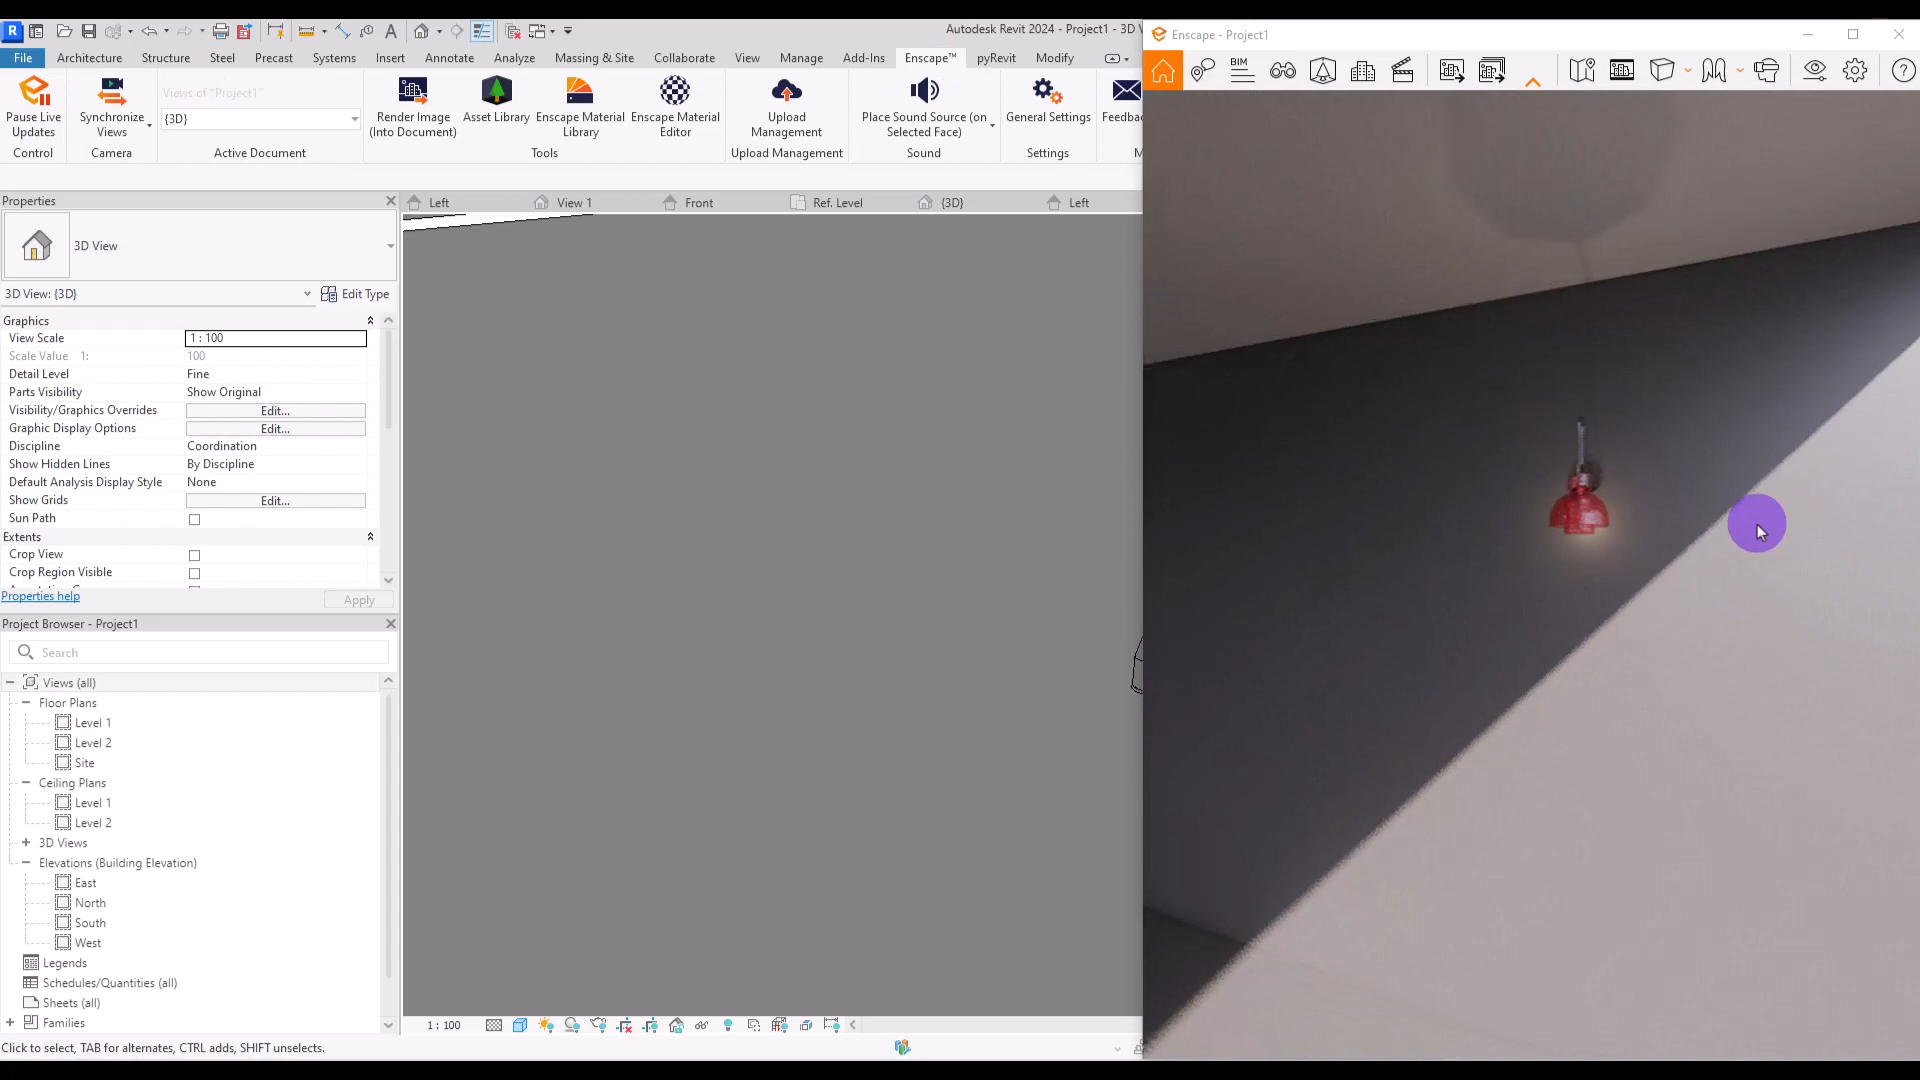 R
Autodesk Revit 2024 - Project1 - 3D V
Enscape - Project1
File Architecture Structure Steel Precast Systems Insert Annotate Analyze Massing & Site Collaborate View Manage Add-Ins Enscape™ pyRevit Modify
BIM
Pause Live Updates
Control
Synchronize Views
Camera
Views of "Project1"
{3D}
Active Document
Render Image (Into Document)
Asset Library
Enscape Material Library
Enscape Material Editor
Tools
Upload Management
Upload Management
Place Sound Source (on Selected Face)
Sound
General Settings
Settings
Feedba
M
Left View 1 Front Ref. Level {3D} Left
Properties
3D View
3D View: {3D} Edit Type
Graphics
View Scale 1 : 100
Scale Value 1: 100
Detail Level Fine
Parts Visibility Show Original
Visibility/Graphics Overrides Edit...
Graphic Display Options Edit...
Discipline Coordination
Show Hidden Lines By Discipline
Default Analysis Display Style None
Show Grids Edit...
Sun Path
Extents
Crop View
Crop Region Visible
Properties help Apply
Project Browser - Project1
Search
Views (all)
Floor Plans
Level 1
Level 2
Site
Ceiling Plans
Level 1
Level 2
3D Views
Elevations (Building Elevation)
East
North
South
West
Legends
Schedules/Quantities (all)
Sheets (all)
Families
1 : 100
Click to select, TAB for alternates, CTRL adds, SHIFT unselects.